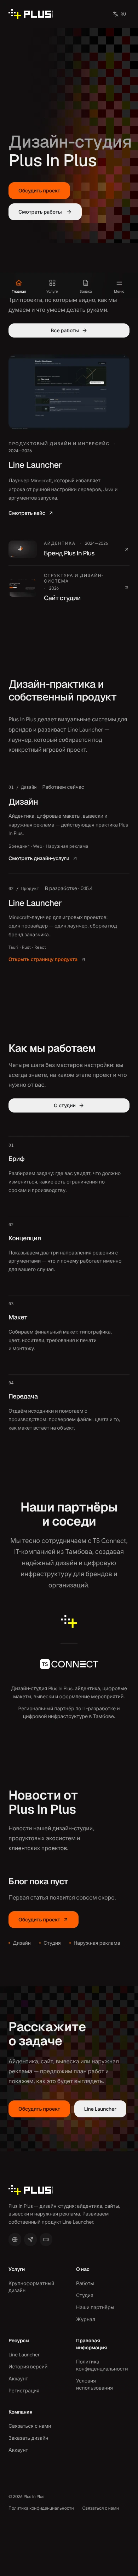 PLUS
RU
Дизайн-студия
Plus In Plus
Обсудить проект
Смотреть работы →
Главная
Услуги
Заявка
Меню
Три проекта, по которым видно, как мы
думаем и что умеем делать руками.
Все работы →
ПРОДУКТОВЫЙ ДИЗАЙН И ИНТЕРФЕЙС
2024—2026
Line Launcher
Лаунчер Minecraft, который избавляет
игрока от ручной настройки серверов, Java и
артефактов запуска.
Смотреть кейс ↗
АЙДЕНТИКА 2024—2026
Бренд Plus In Plus
СТРУКТУРА И ДИЗАЙН-
СИСТЕМА
2026
Сайт студии
Дизайн-практика и
собственный продукт
Plus In Plus делает визуальные системы для
брендов и развивает Line Launcher —
лаунчер, который собирается под
конкретный игровой проект.
01 / Дизайн Работаем сейчас
Дизайн
Айдентика, цифровые макеты, вывески и
наружная реклама — действующая практика Plus
In Plus.
Брендинг · Web · Наружная реклама
Смотреть дизайн-услуги ↗
02 / Продукт В разработке · 0.15.4
Line Launcher
Minecraft лаунчер для игровых проектов:
один провайдер — один лаунчер, сборка под
бренд заказчика.
Tauri · Rust · React
Открыть страницу продукта ↗
Как мы работаем
Четыре шага без мастерской мистики: вы
всегда знаете, на каком этапе проект и что
нужно от вас.
О студии →
01
Бриф
Разбираем задачу: где вас увидят, что должно
измениться, какие есть ограничения по
срокам и производству.
02
Концепция
Показываем два-три направления решения с
аргументами — что и почему работает именно
для вашего случая.
03
Макет
Собираем финальный макет: типографика,
цвет, носители, требования к печати
и монтажу.
04
Передача
Отдаём исходники и помогаем с
производством: проверяем файлы, цвета и то,
как макет встаёт на объект.
Наши партнёры
и соседи
Мы тесно сотрудничаем с TS Connect,
IT-компанией из Тамбова, создавая
надёжный дизайн и цифровую
инфраструктуру для брендов и
организаций.
TS CONNECT
Дизайн-студия Plus In Plus: айдентика, цифровые
макеты, вывески и оформление мероприятий.
Региональный партнёр по IT-разработке и
цифровой инфраструктуре в Тамбове.
Новости от
Plus In Plus
Новости нашей дизайн-студии,
продуктовых экосистем и
клиентских проектов.
Блог пока пуст
Первая статья появится совсем скоро.
Обсудить проект ↗
• Дизайн • Студия • Наружная реклама
Расскажите
о задаче
Айдентика, сайт, вывеска или наружная
реклама — предложим план работ и
покажем, как это будет выглядеть.
Обсудить проект
Line Launcher
PLUS
Plus In Plus — дизайн-студия: айдентика, сайты,
вывески и наружная реклама. Развиваем
собственный продукт Line Launcher.
Услуги
Крупноформатный
дизайн
О нас
Работы
Студия
Наши партнёры
Журнал
Ресурсы
Line Launcher
История версий
Аккаунт
Регистрация
Правовая
информация
Политика
конфиденциальности
Условия
использования
Компания
Связаться с нами
Заказать дизайн
Аккаунт
© 2026 Plus In Plus
Политика конфиденциальности Связаться с нами